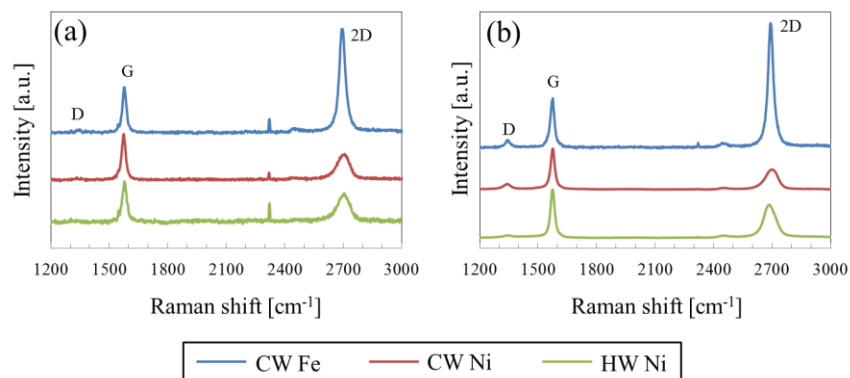 (a)
2D
G
D
Intensity [a.u.]
1200 1500 1800 2100 2400 2700 3000
Raman shift [cm-1]
(b)
2D
G
D
Intensity [a.u.]
1200 1500 1800 2100 2400 2700 3000
Raman shift [cm-1]
CW Fe CW Ni HW Ni